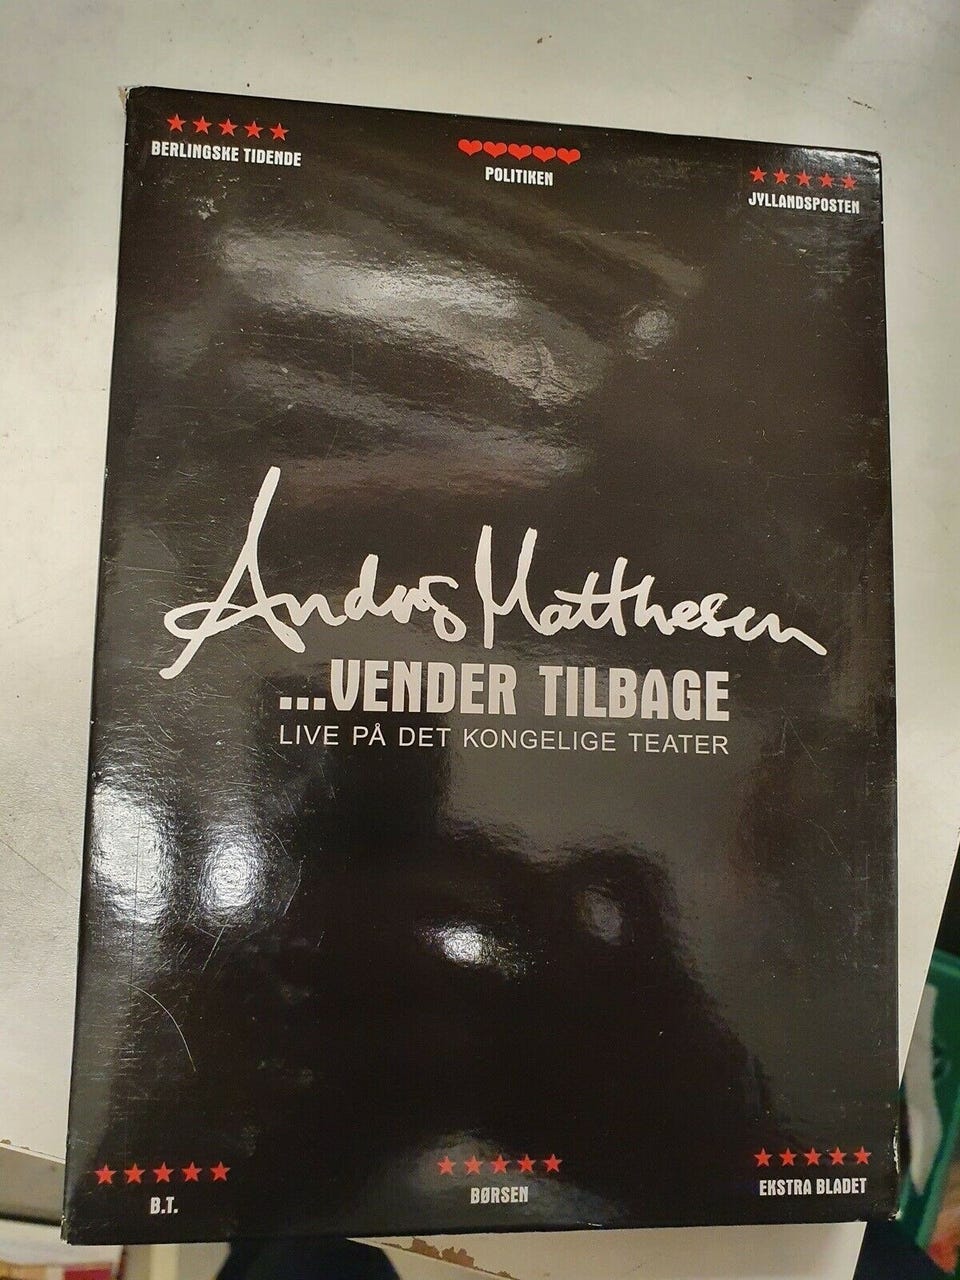 ★★★★★
BERLINGSKE TIDENDE
♥♥♥♥♥
POLITIKEN
★★★★★
JYLLANDSPOSTEN
Anders Matthesen
...VENDER TILBAGE
LIVE PÅ DET KONGELIGE TEATER
★★★★★
B.T.
★★★★★
BØRSEN
★★★★★
EKSTRA BLADET